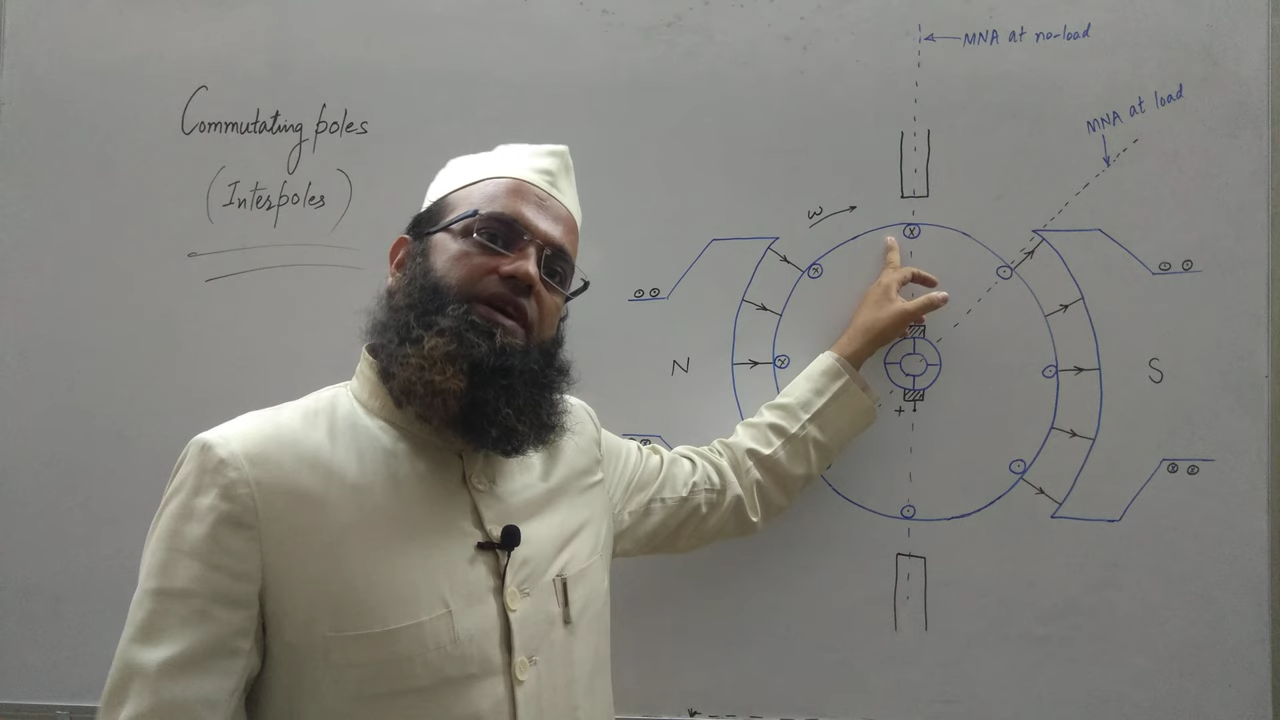 Commutating poles
(Interpoles)
MNA at no-load
MNA at load
ω
N
S
+